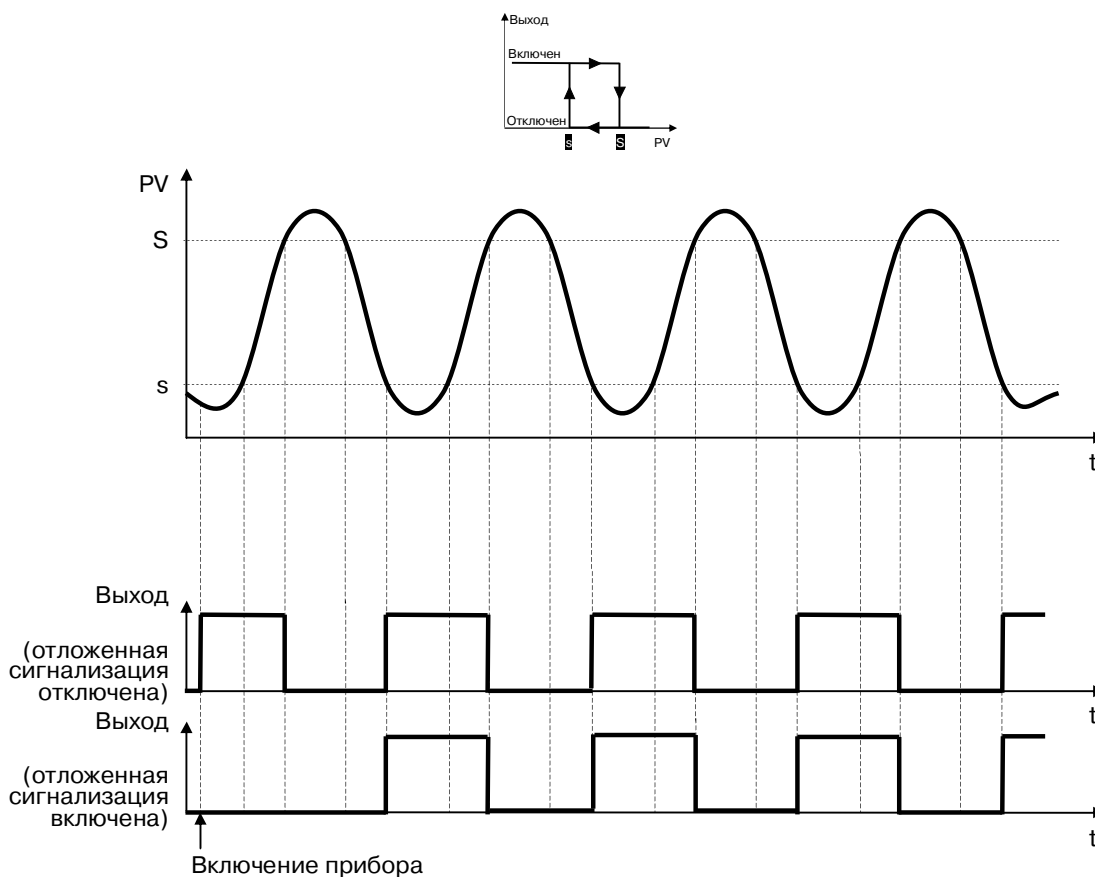 Выход
Включен
Отключен
s S PV
PV
S
s
t
Выход
(отложенная
сигнализация
отключена)
t
Выход
(отложенная
сигнализация
включена)
t
Включение прибора